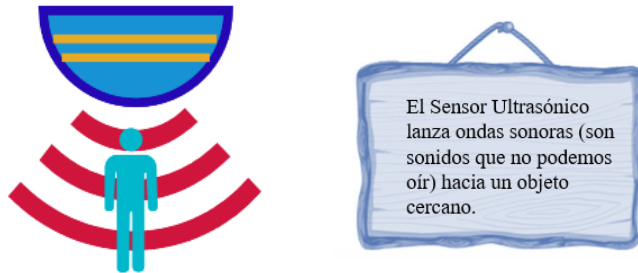 El Sensor Ultrasónico
lanza ondas sonoras (son
sonidos que no podemos
oír) hacia un objeto
cercano.